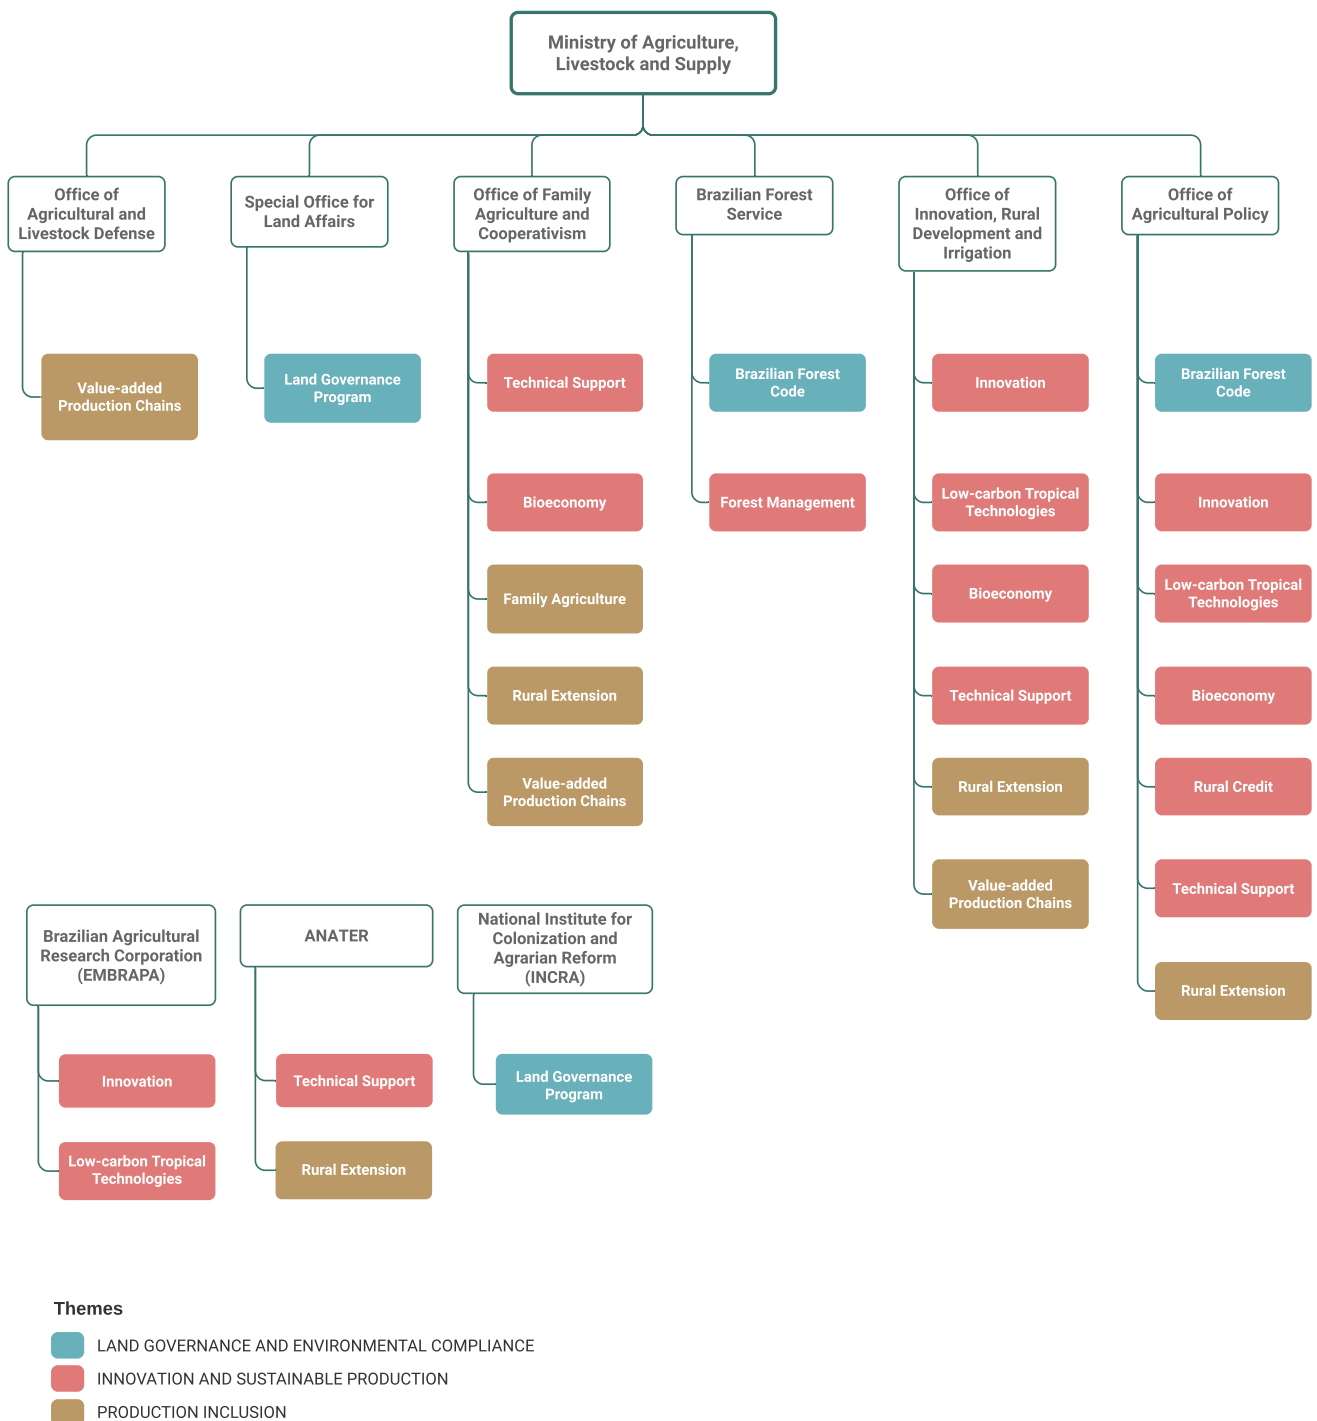 Ministry of Agriculture,
Livestock and Supply
Office of
Agricultural and
Livestock Defense
Special Office for
Land Affairs
Office of Family
Agriculture and
Cooperativism
Brazilian Forest
Service
Office of
Innovation, Rural
Development and
Irrigation
Office of
Agricultural Policy
Value-added
Production Chains
Land Governance
Program
Technical Support
Bioeconomy
Family Agriculture
Rural Extension
Value-added
Production Chains
Brazilian Forest
Code
Forest Management
Innovation
Low-carbon Tropical
Technologies
Bioeconomy
Technical Support
Rural Extension
Value-added
Production Chains
Brazilian Forest
Code
Innovation
Low-carbon Tropical
Technologies
Bioeconomy
Rural Credit
Technical Support
Rural Extension
Brazilian Agricultural
Research Corporation
(EMBRAPA)
Innovation
Low-carbon Tropical
Technologies
ANATER
Technical Support
Rural Extension
National Institute for
Colonization and
Agrarian Reform
(INCRA)
Land Governance
Program
Themes
LAND GOVERNANCE AND ENVIRONMENTAL COMPLIANCE
INNOVATION AND SUSTAINABLE PRODUCTION
PRODUCTION INCLUSION